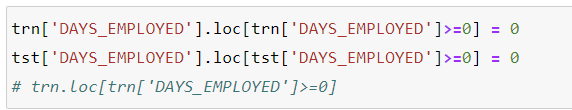 trn['DAYS_EMPLOYED'].loc[trn['DAYS_EMPLOYED']>=0] = 0
tst['DAYS_EMPLOYED'].loc[tst['DAYS_EMPLOYED']>=0] = 0
# trn.loc[trn['DAYS_EMPLOYED']>=0]